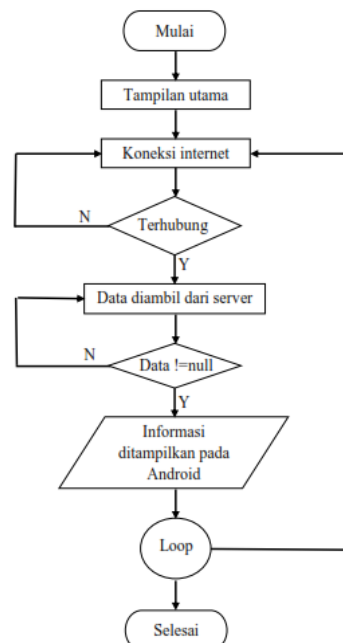 Mulai
Tampilan utama
Koneksi internet
N
Terhubung
Y
Data diambil dari server
N
Data !=null
Y
Informasi
ditampilkan pada
Android
Loop
Selesai